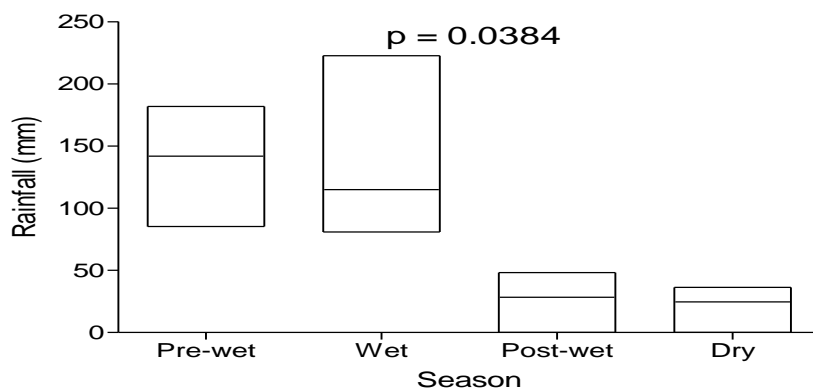 250
p = 0.0384
200
150
100
50
0
Rainfall (mm)
Pre-wet Wet Post-wet Dry
Season